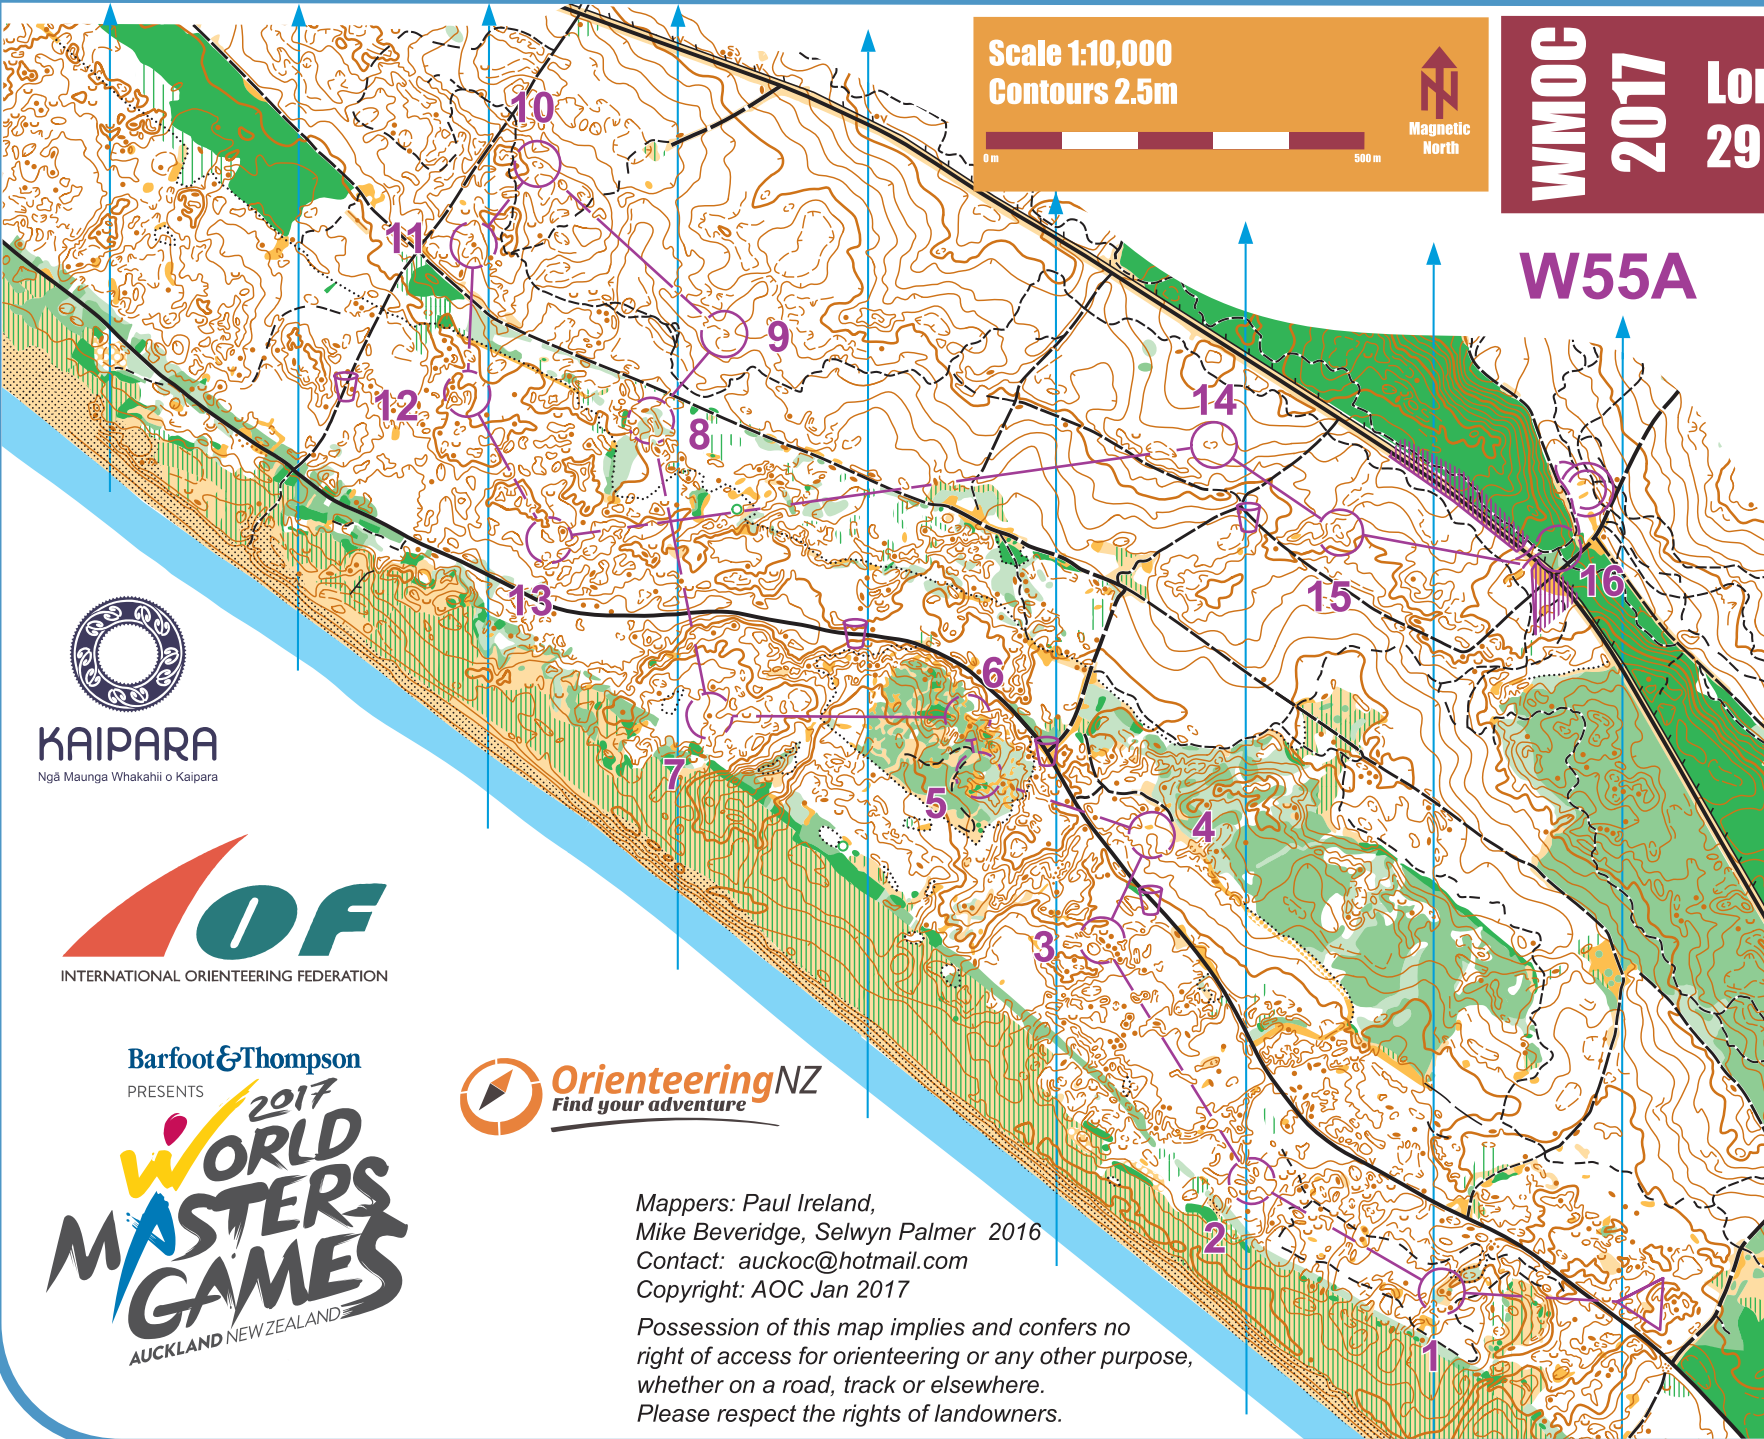 Scale 1:10,000
Contours 2.5m
0 m
500 m
Magnetic
North
WMOC
2017
Lon
29
W55A
10
11
9
12
8
14
13
15
16
6
7
5
4
3
2
1
KAIPARA
Ngā Maunga Whakahii o Kaipara
IOF
INTERNATIONAL ORIENTEERING FEDERATION
Barfoot&Thompson
PRESENTS
2017
WORLD
MASTERS
GAMES
AUCKLAND NEW ZEALAND
OrienteeringNZ
Find your adventure
Mappers: Paul Ireland,
Mike Beveridge, Selwyn Palmer 2016
Contact: auckoc@hotmail.com
Copyright: AOC Jan 2017
Possession of this map implies and confers no
right of access for orienteering or any other purpose,
whether on a road, track or elsewhere.
Please respect the rights of landowners.